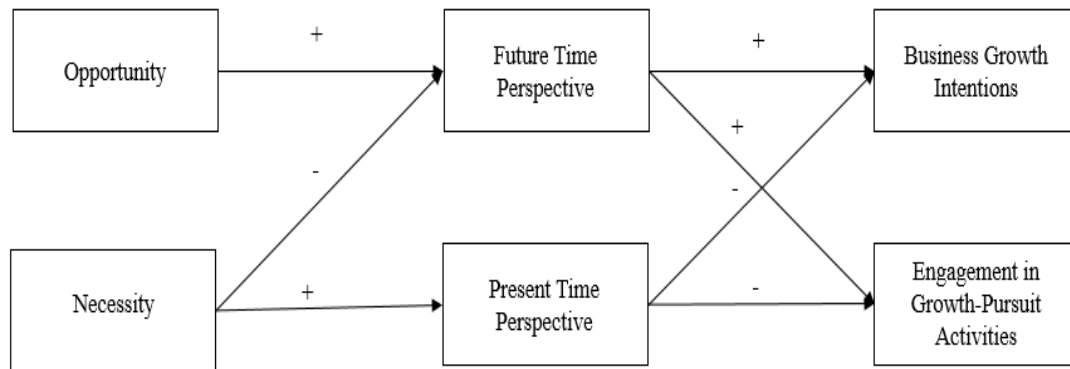 +
+
Opportunity
Future Time
Perspective
Business Growth
Intentions
+
-
-
Necessity
+
Present Time
Perspective
-
Engagement in
Growth-Pursuit
Activities